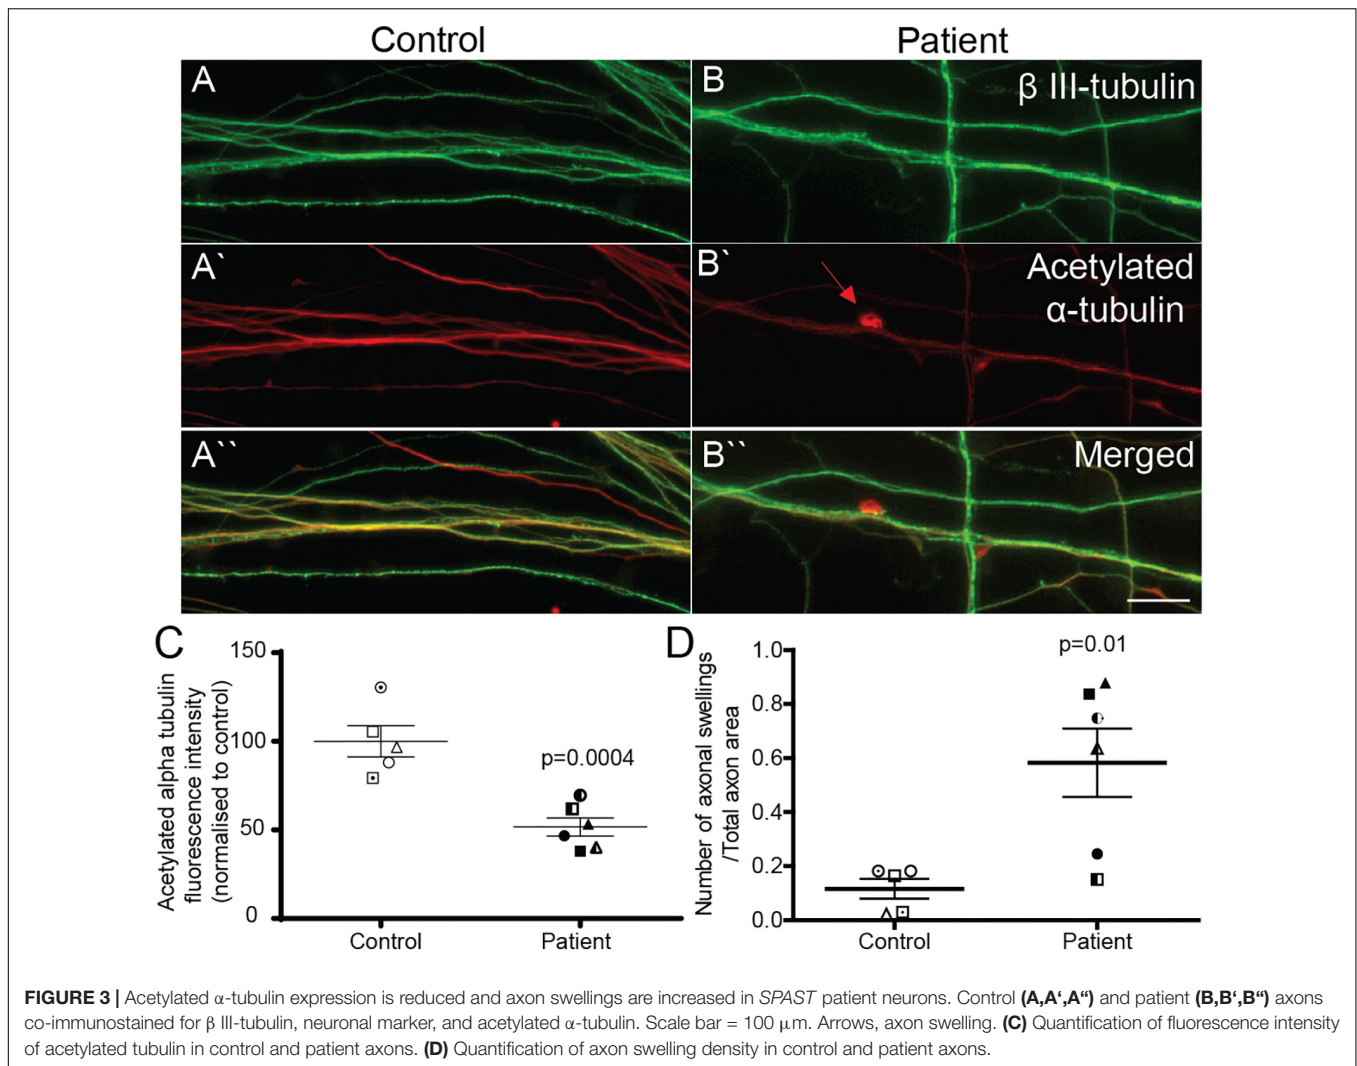 Control
Patient
A
B
β III-tubulin
A`
B`
Acetylated
α-tubulin
A``
B``
Merged
C
Acetylated alpha tubulin
fluorescence intensity
(normalised to control)
150
100
50
0
p=0.0004
Control
Patient
D
Number of axonal swellings
/Total axon area
1.0
0.8
0.6
0.4
0.2
0.0
p=0.01
Control
Patient
FIGURE 3 | Acetylated α-tubulin expression is reduced and axon swellings are increased in SPAST patient neurons. Control (A,A‘,A“) and patient (B,B‘,B“) axons
co-immunostained for β III-tubulin, neuronal marker, and acetylated α-tubulin. Scale bar = 100 μm. Arrows, axon swelling. (C) Quantification of fluorescence intensity
of acetylated tubulin in control and patient axons. (D) Quantification of axon swelling density in control and patient axons.